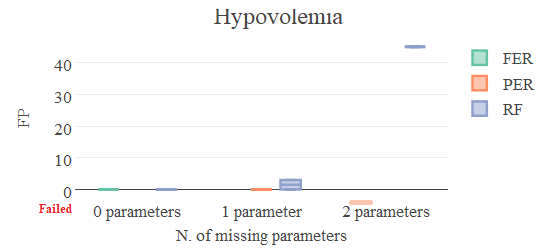 Hypovolemia
FP
40
30
20
10
0
Failed
0 parameters
1 parameter
2 parameters
N. of missing parameters
FER
PER
RF